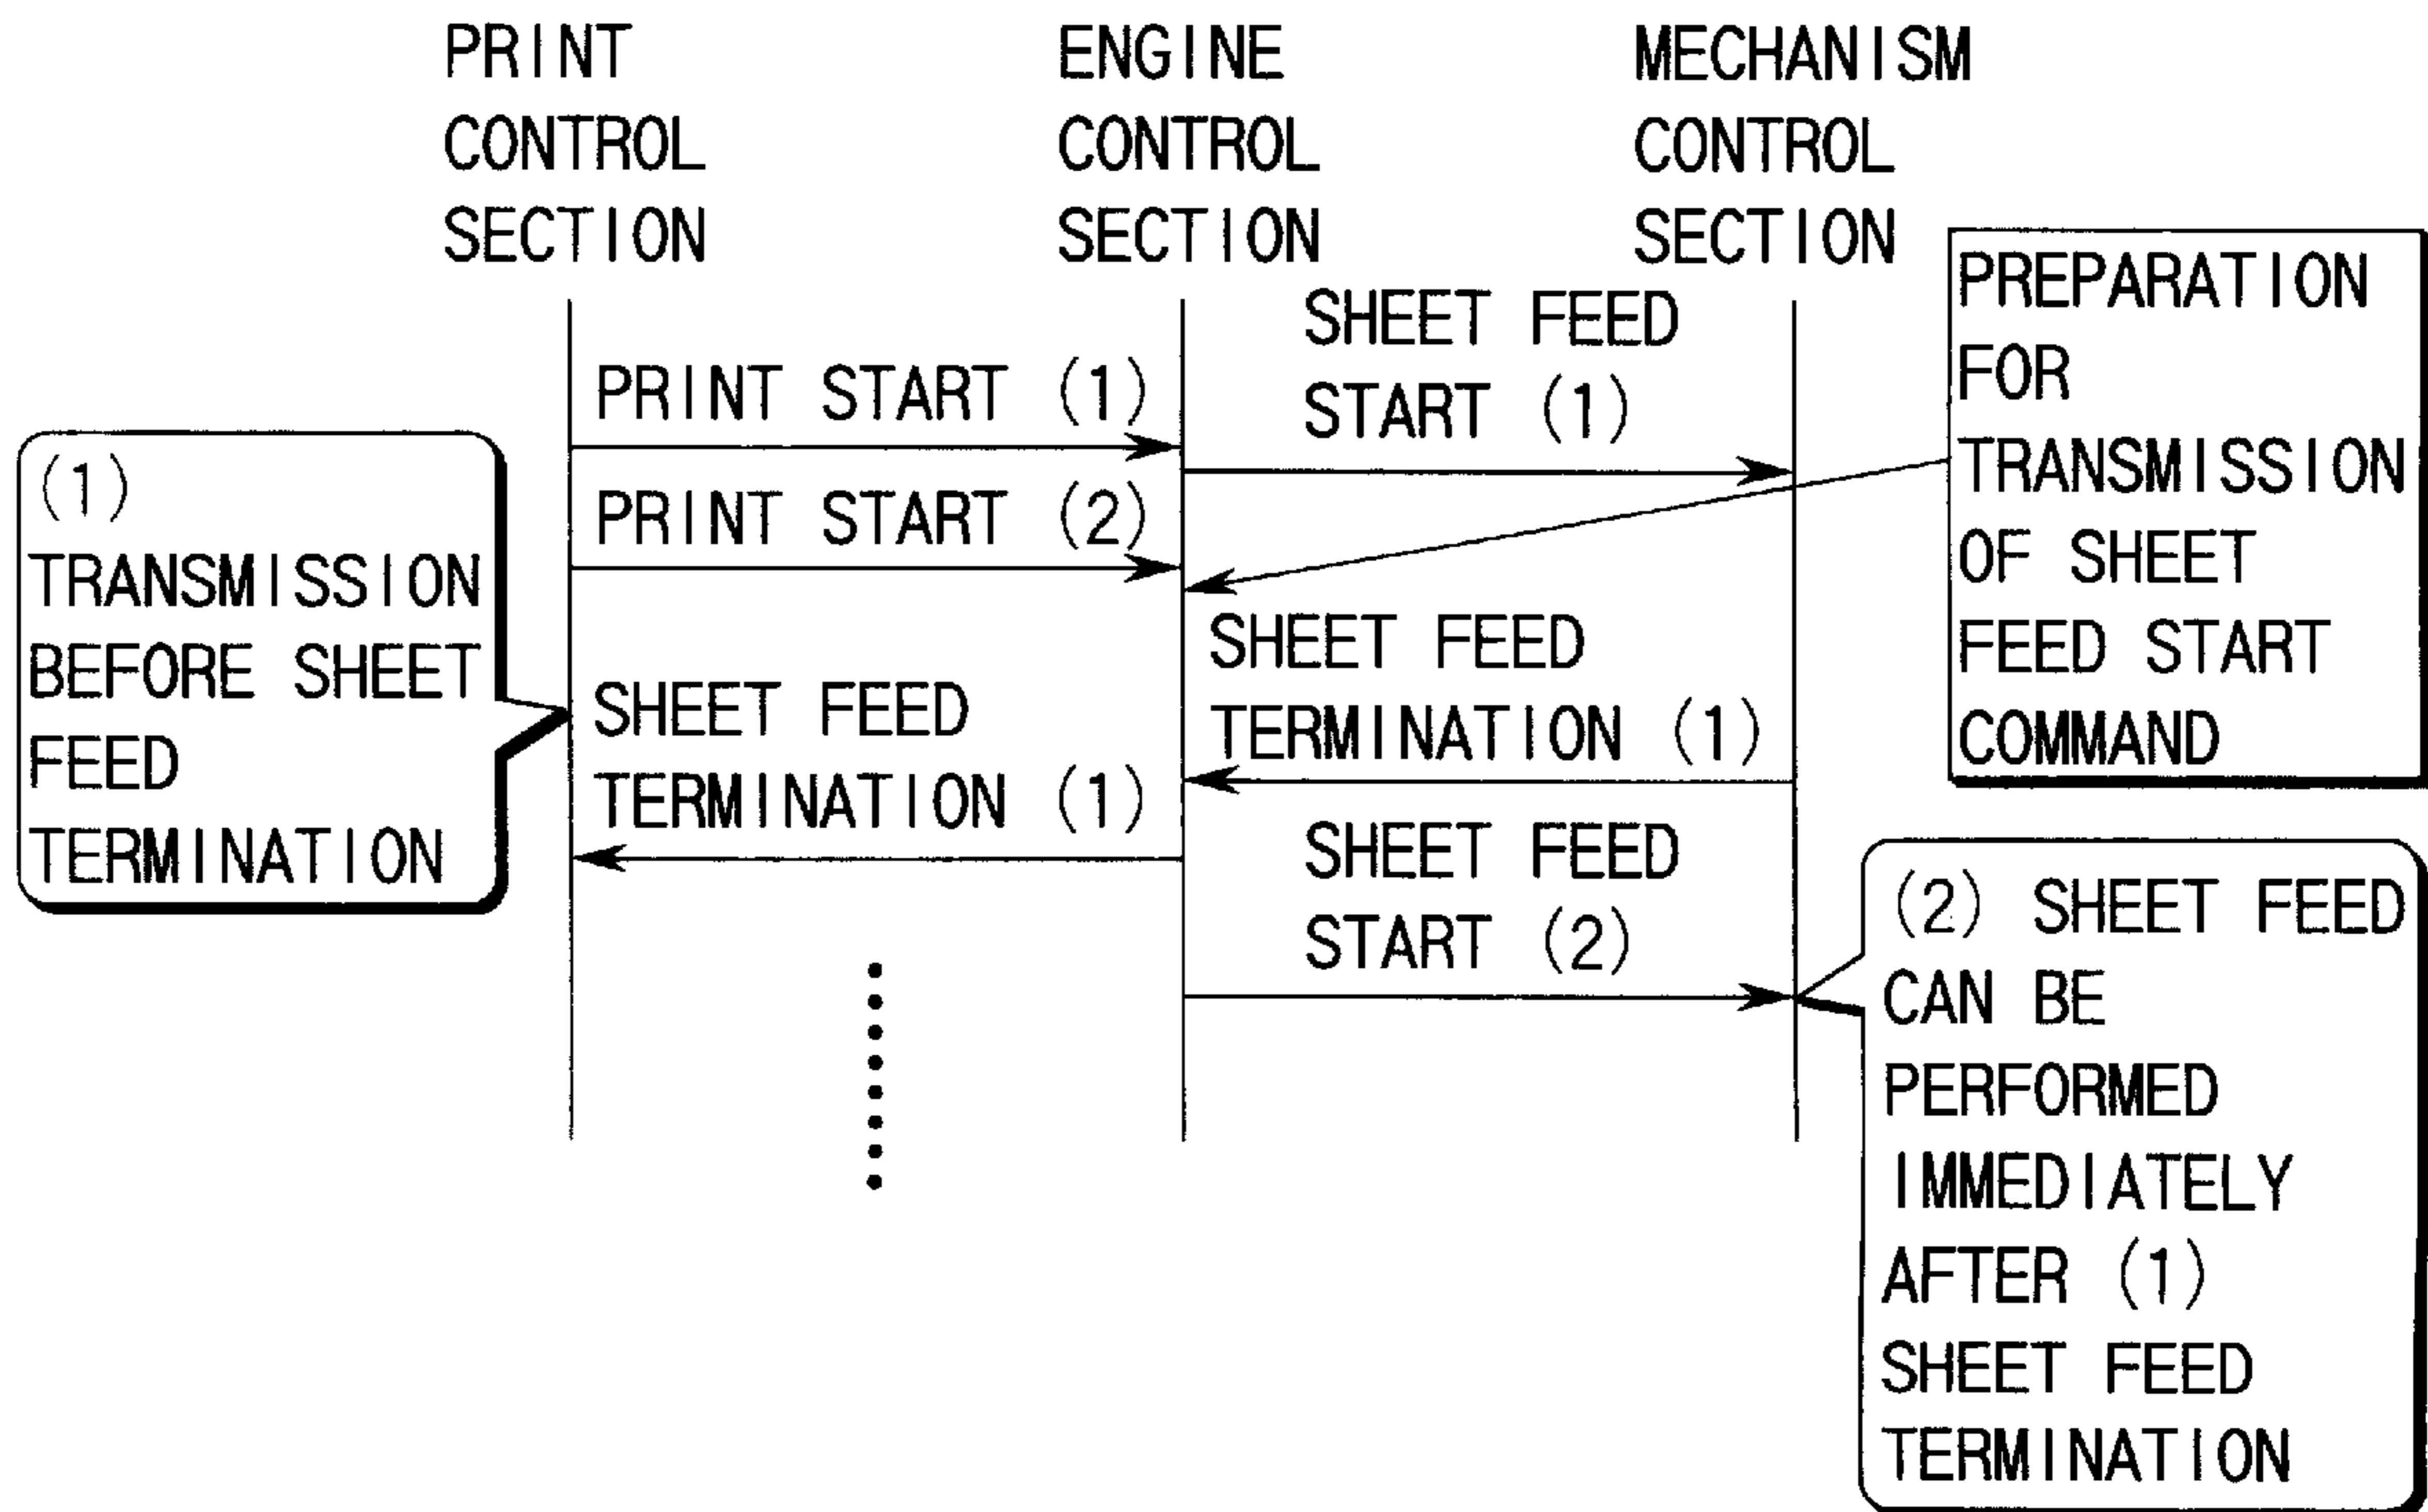 PRINT
CONTROL
SECTION
ENGINE
CONTROL
SECTION
MECHANISM
CONTROL
SECTION
PREPARATION
FOR
TRANSMISSION
OF SHEET
FEED START
COMMAND
SHEET FEED
START (1)
PRINT START (1)
PRINT START (2)
(1)
TRANSMISSION
BEFORE SHEET
FEED
TERMINATION
SHEET FEED
TERMINATION (1)
SHEET FEED
TERMINATION (1)
SHEET FEED
START (2)
(2) SHEET FEED
CAN BE
PERFORMED
IMMEDIATELY
AFTER (1)
SHEET FEED
TERMINATION